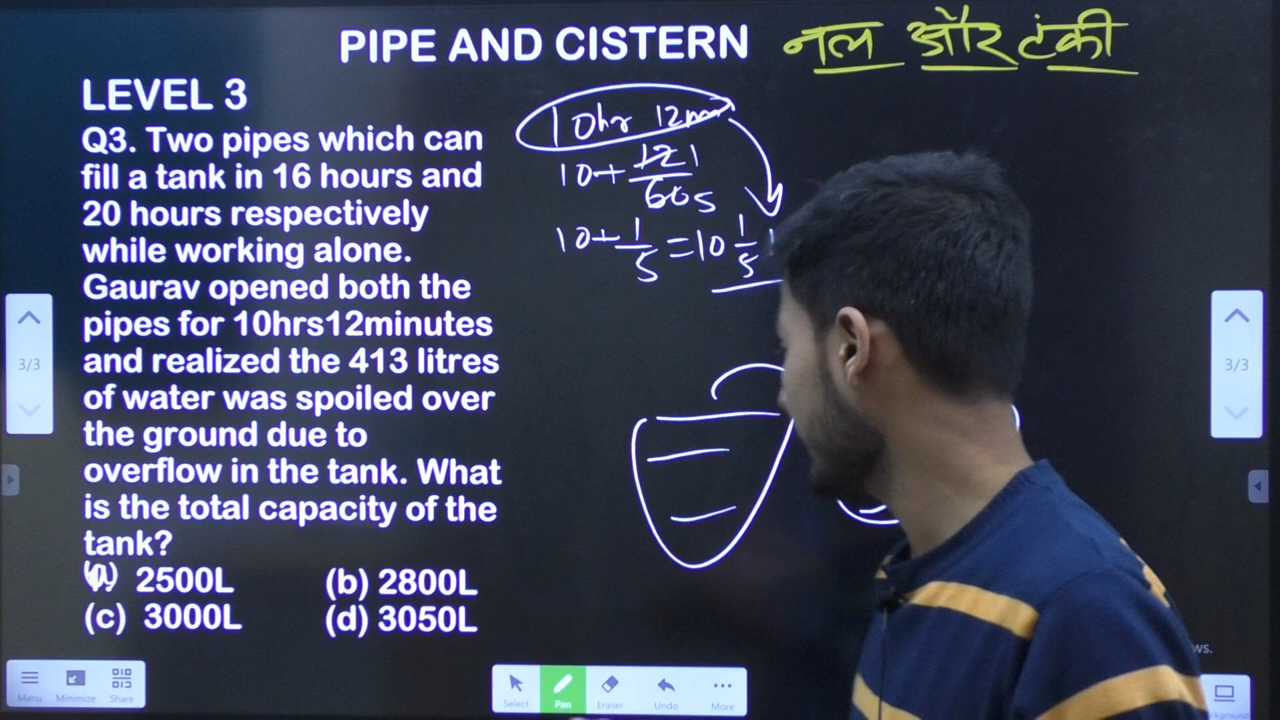 PIPE AND CISTERN नल और टंकी
LEVEL 3
Q3. Two pipes which can
fill a tank in 16 hours and
20 hours respectively
while working alone.
Gaurav opened both the
pipes for 10hrs12minutes
and realized the 413 litres
of water was spoiled over
the ground due to
overflow in the tank. What
is the total capacity of the
tank?
(a) 2500L (b) 2800L
(c) 3000L (d) 3050L
10hr 12min
10+ 12/60 1 5
10+ 1/5 = 10 1/5
3/3
3/3
Menu Minimize Share
Select Pen Eraser Undo More
ws.